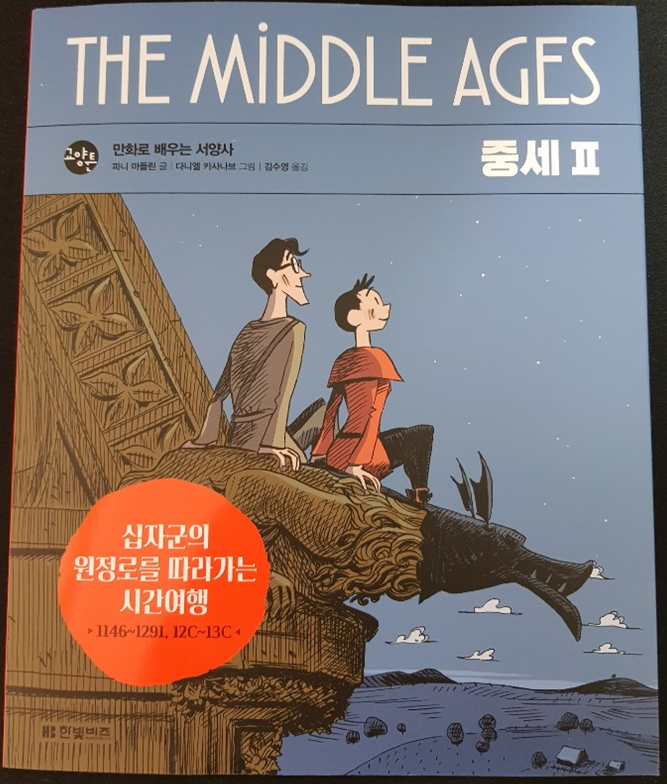 THE MiDDLE AGES
교양툰
만화로 배우는 서양사
파니 마들린 글 | 다니엘 카사나브 그림 | 김수영 옮김
중세 II
십자군의
원정로를 따라가는
시간여행
▸ 1146~1291, 12C~13C ◂
HB 한빛비즈